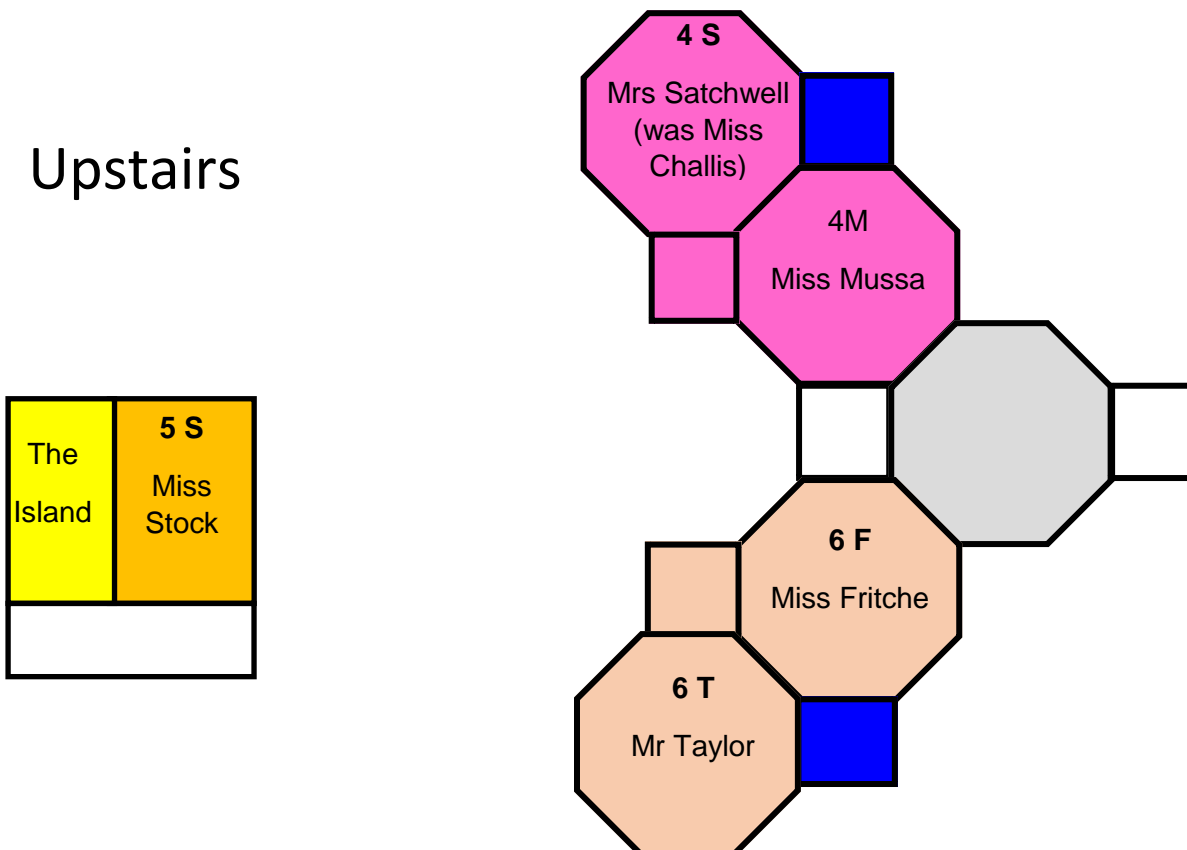 Upstairs
4 S
Mrs Satchwell
(was Miss
Challis)
4M
Miss Mussa
The
Island
5 S
Miss
Stock
6 F
Miss Fritche
6 T
Mr Taylor